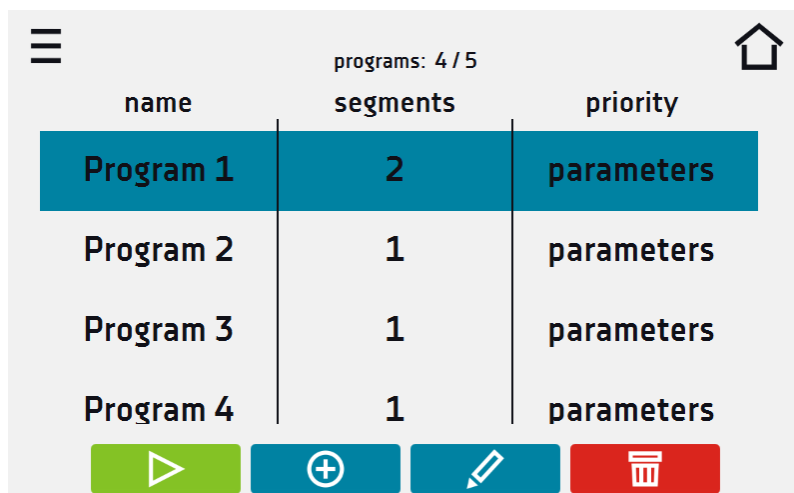 programs: 4 / 5
name segments priority
Program 1 2 parameters
Program 2 1 parameters
Program 3 1 parameters
Program 4 1 parameters